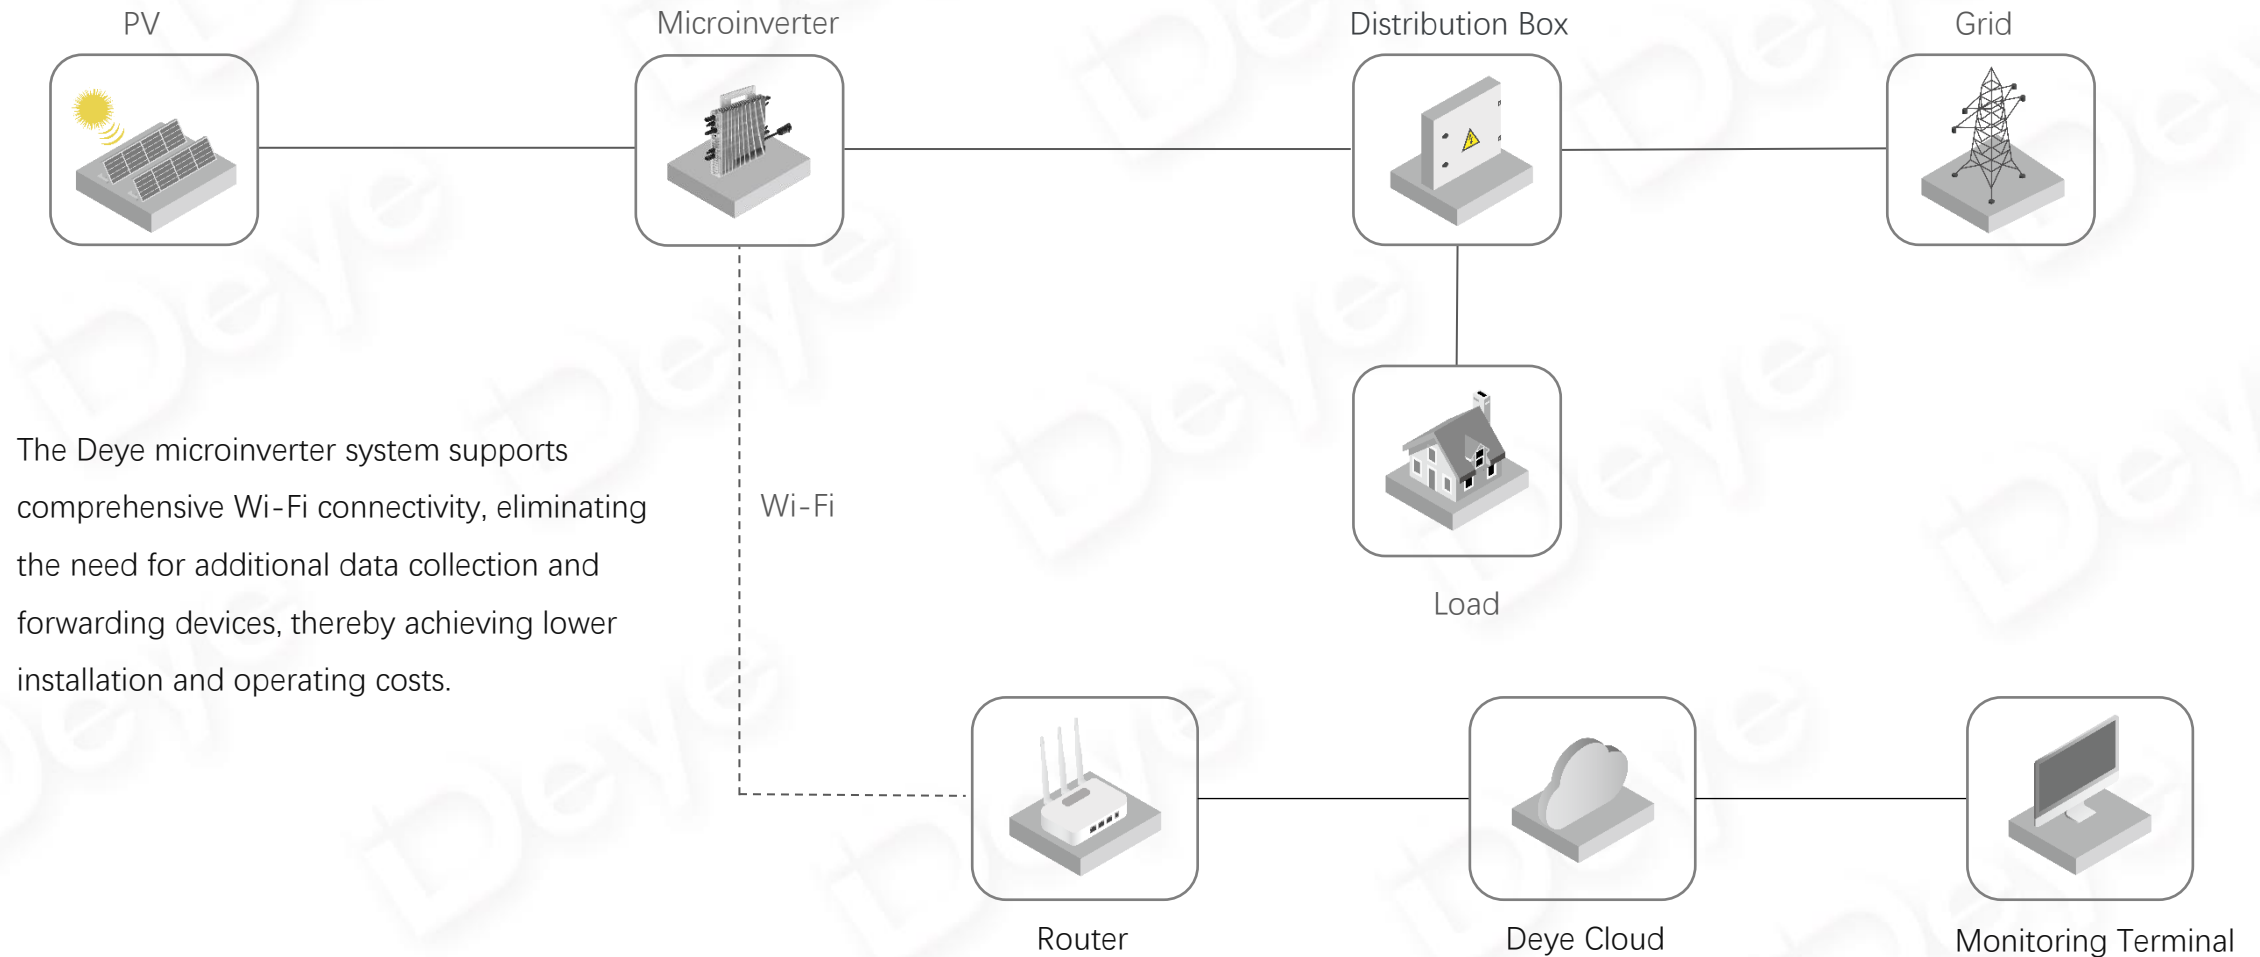 PV
Microinverter
Distribution Box
Grid
The Deye microinverter system supports
comprehensive Wi-Fi connectivity, eliminating
the need for additional data collection and
forwarding devices, thereby achieving lower
installation and operating costs.
Wi-Fi
Load
Router
Deye Cloud
Monitoring Terminal
Deye